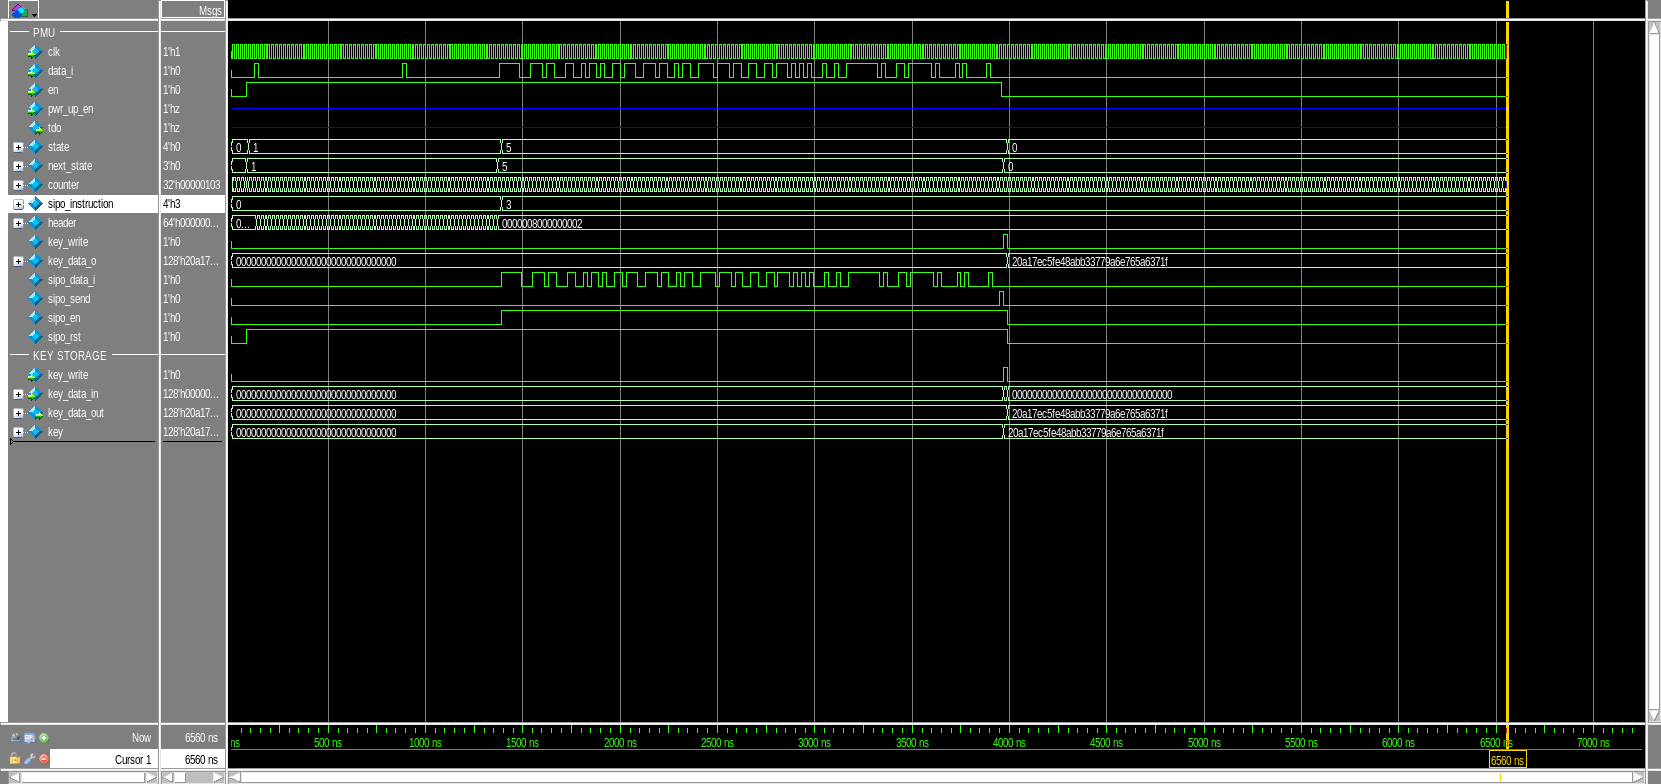 Msgs
PMU
clk 1'h1
data_i 1'h0
en 1'h0
pwr_up_en 1'hz
tdo 1'hz
state 4'h0 0 1 5 0
next_state 3'h0 1 5 0
counter 32'h00000103
sipo_instruction 4'h3 0 3
header 64'h000000... 0... 0000008000000002
key_write 1'h0
key_data_o 128'h20a17... 00000000000000000000000000000000 20a17ec5fe48abb33779a6e765a6371f
sipo_data_i 1'h0
sipo_send 1'h0
sipo_en 1'h0
sipo_rst 1'h0
KEY STORAGE
key_write 1'h0
key_data_in 128'h00000... 00000000000000000000000000000000 00000000000000000000000000000000
key_data_out 128'h20a17... 00000000000000000000000000000000 20a17ec5fe48abb33779a6e765a6371f
key 128'h20a17... 00000000000000000000000000000000 20a17ec5fe48abb33779a6e765a6371f
Now 6560 ns ns 500 ns 1000 ns 1500 ns 2000 ns 2500 ns 3000 ns 3500 ns 4000 ns 4500 ns 5000 ns 5500 ns 6000 ns 6500 ns 7000 ns
Cursor 1 6560 ns 6560 ns